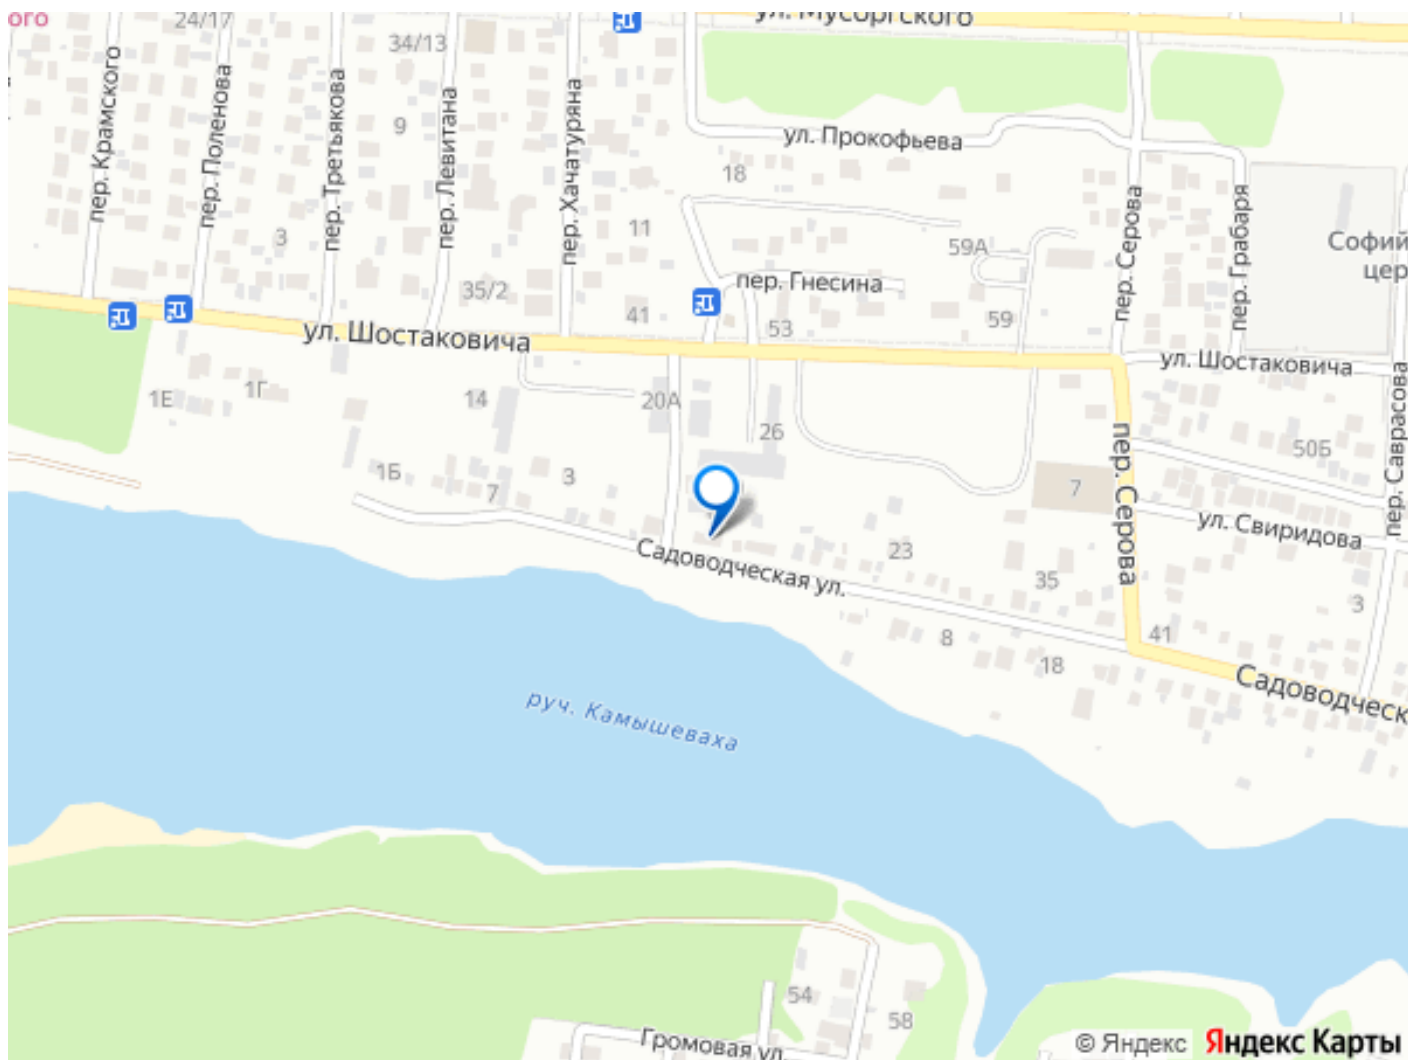 ого
24/17
ул. Мусоргского
34/13
пер. Крамского
пер. Поленова
пер. Третьякова
9
пер. Левитана
пер. Хачатуряна
ул. Прокофьева
18
11
3
59А
пер. Серова
пер. Грабаря
Софий
цер
35/2
41
пер. Гнесина
53
59
ул. Шостаковича
ул. Шостаковича
1Е
1Г
14
20А
26
пер. Серова
50Б
пер. Саврасова
1Б
7
3
7
ул. Свиридова
Садоводческая ул.
23
35
3
8
18
41
Садоводческ
руч. Камышеваха
54
58
Громовая ул
© Яндекс Яндекс Карты